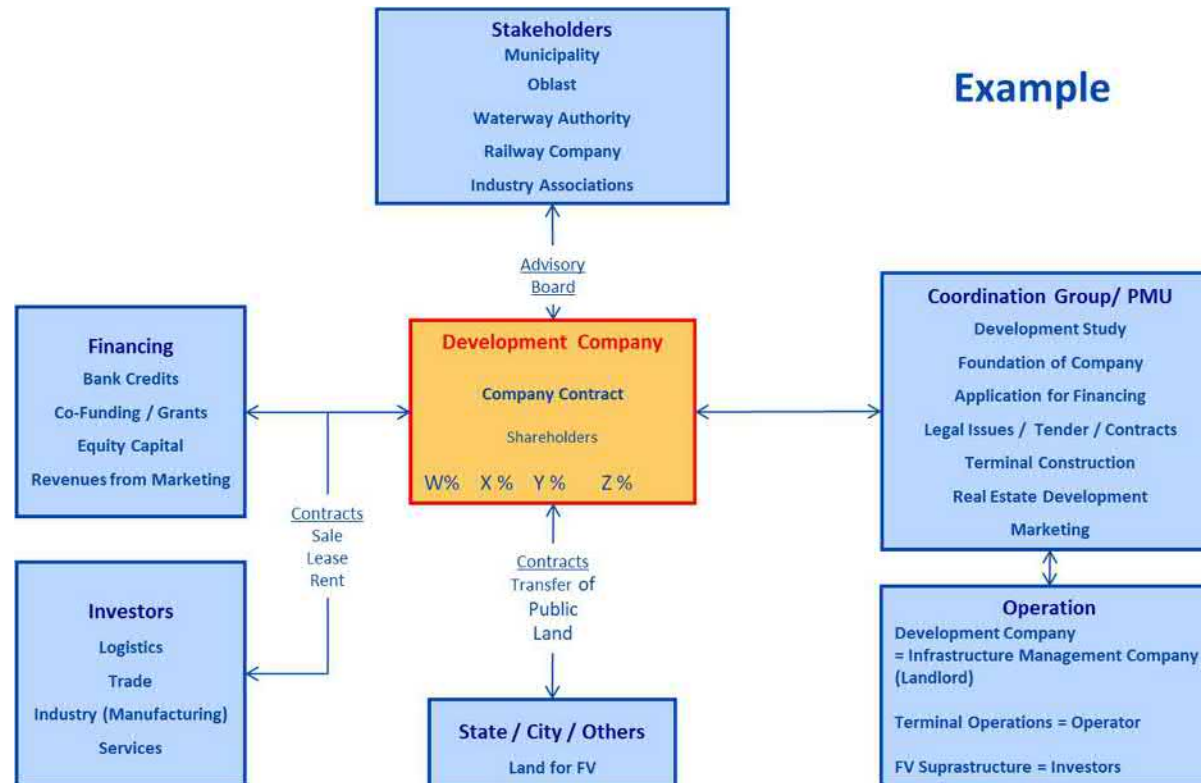 Stakeholders
Municipality
Oblast
Waterway Authority
Railway Company
Industry Associations
Example
Advisory
Board
Financing
Bank Credits
Co-Funding / Grants
Equity Capital
Revenues from Marketing
Development Company
Company Contract
Shareholders
W% X % Y % Z %
Coordination Group/ PMU
Development Study
Foundation of Company
Application for Financing
Legal Issues / Tender / Contracts
Terminal Construction
Real Estate Development
Marketing
Contracts
Sale
Lease
Rent
Contracts
Transfer of
Public
Land
Investors
Logistics
Trade
Industry (Manufacturing)
Services
State / City / Others
Land for FV
Operation
Development Company
= Infrastructure Management Company
(Landlord)
Terminal Operations = Operator
FV Suprastructure = Investors